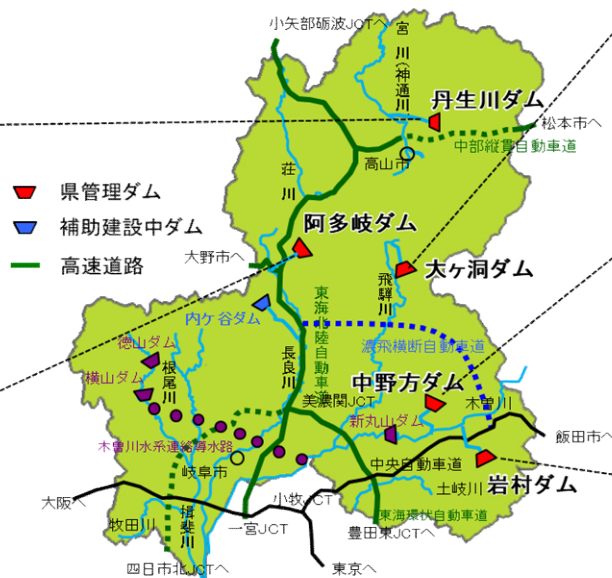 小矢部砺波JCTへ
宮川(神通川)
丹生川ダム
松本市へ
中部縦貫自動車道
高山市
荘川
県管理ダム
補助建設中ダム
高速道路
阿多岐ダム
大野市へ
大ヶ洞ダム
飛騨川
東海北陸自動車道
内ケ谷ダム
濃飛横断自動車道
徳山ダム
根尾川
長良川
横山ダム
中野方ダム
美濃関JCT
木曽川
新丸山ダム
飯田市へ
木曽川水系連絡導水路
岐阜市
中央自動車道
岩村ダム
土岐川
大阪へ
小牧JCT
揖斐川
牧田川
一宮JCT
東海環状自動車道
豊田東JCTへ
四日市北JCTへ
東京へ